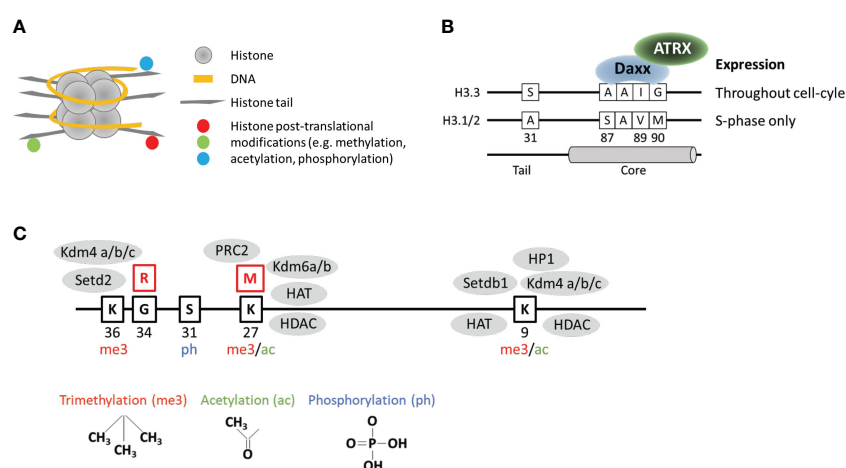 A
Histone
DNA
Histone tail
Histone post-translational
modifications (e.g. methylation,
acetylation, phosphorylation)
B
ATRX
Daxx
Expression
H3.3 S A A I G Throughout cell-cyle
H3.1/2 A S A V M S-phase only
31 87 89 90
Tail Core
C
Kdm4 a/b/c PRC2 HP1
Setd2 R M Kdm6a/b Setdb1 Kdm4 a/b/c
HAT
K G S K K
HDAC HAT HDAC
36 34 31 27 9
me3 ph me3/ac me3/ac
Trimethylation (me3) Acetylation (ac) Phosphorylation (ph)
CH3 CH3 CH3
CH3 O
O
O=P–OH
OH